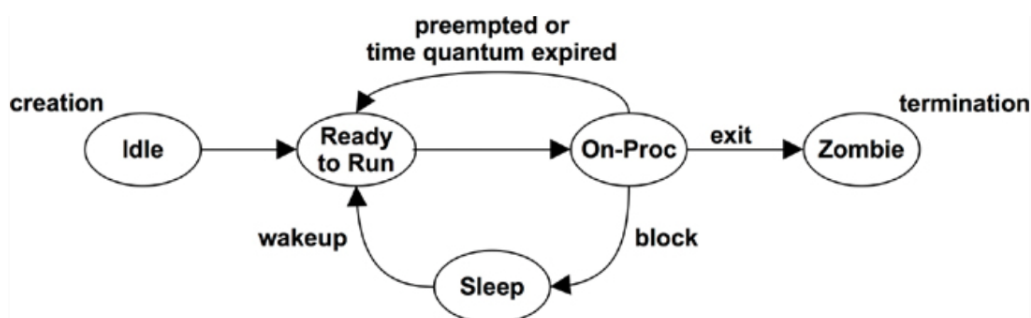 preempted or
time quantum expired
creation
termination
Idle
Ready
to Run
On-Proc
exit
Zombie
wakeup
block
Sleep